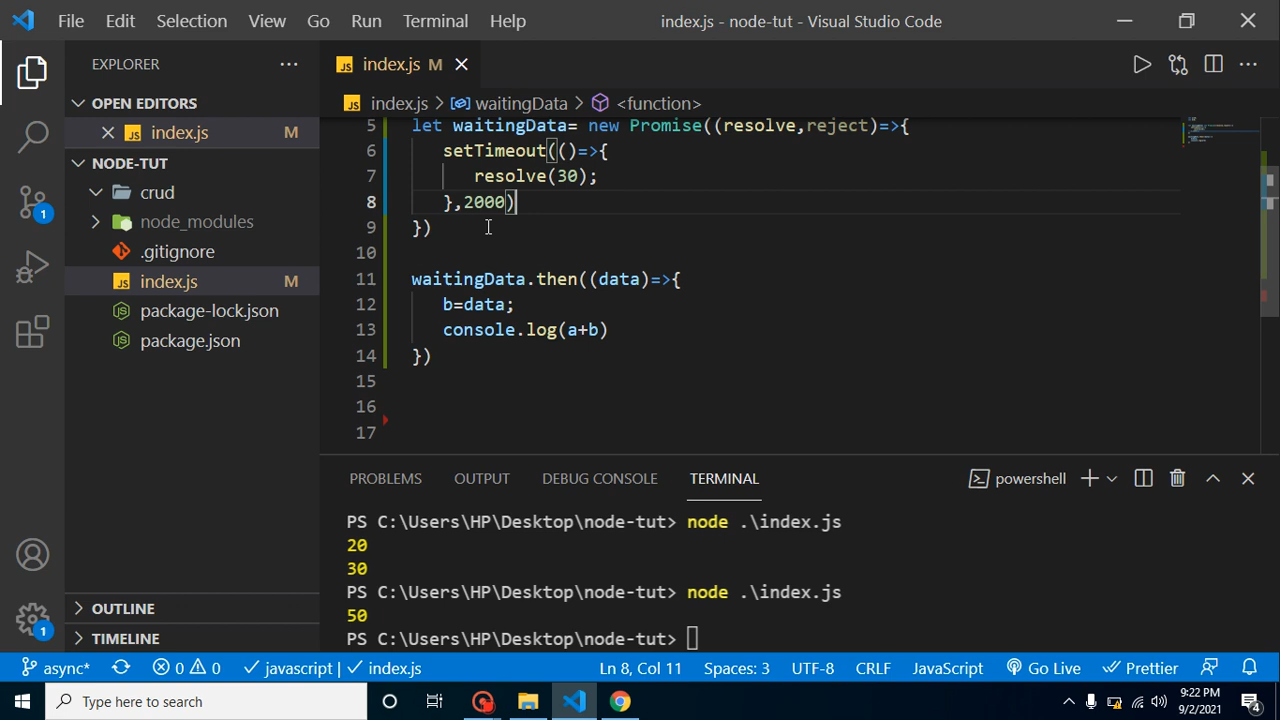 File Edit Selection View Go Run Terminal Help index.js - node-tut - Visual Studio Code
EXPLORER
index.js M
OPEN EDITORS
index.js M
index.js > waitingData > <function>
NODE-TUT
crud
node_modules
.gitignore
index.js M
package-lock.json
package.json
OUTLINE
TIMELINE
5 let waitingData= new Promise((resolve,reject)=>{
6 setTimeout(()=>{
7 resolve(30);
8 },2000)
9 })
10
11 waitingData.then((data)=>{
12 b=data;
13 console.log(a+b)
14 })
15
16
17
PROBLEMS OUTPUT DEBUG CONSOLE TERMINAL powershell
PS C:\Users\HP\Desktop\node-tut> node .\index.js
20
30
PS C:\Users\HP\Desktop\node-tut> node .\index.js
50
PS C:\Users\HP\Desktop\node-tut>
1
1
async* 0 0 javascript | index.js Ln 8, Col 11 Spaces: 3 UTF-8 CRLF JavaScript Go Live Prettier
Type here to search
9:22 PM
9/2/2021
4